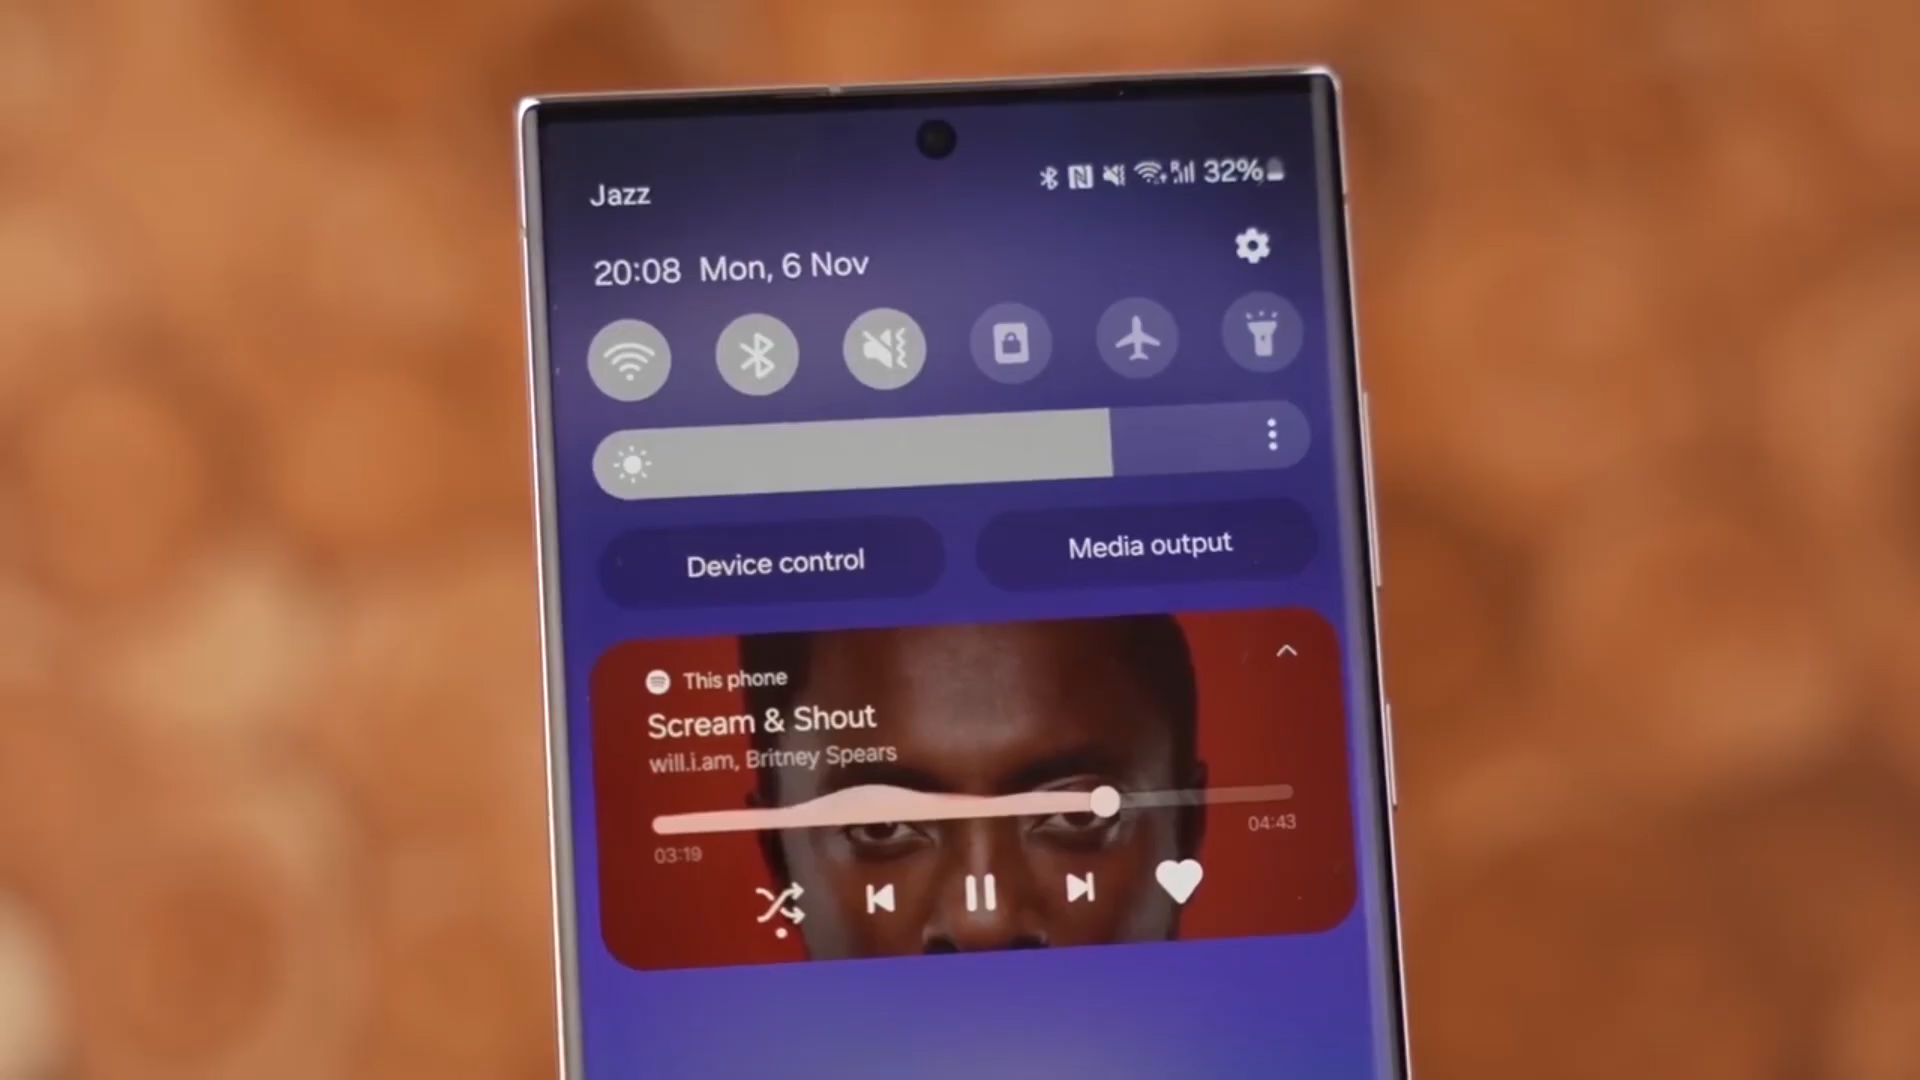 Jazz
32%
20:08 Mon, 6 Nov
Device control
Media output
This phone
Scream & Shout
will.i.am, Britney Spears
03:19
04:43